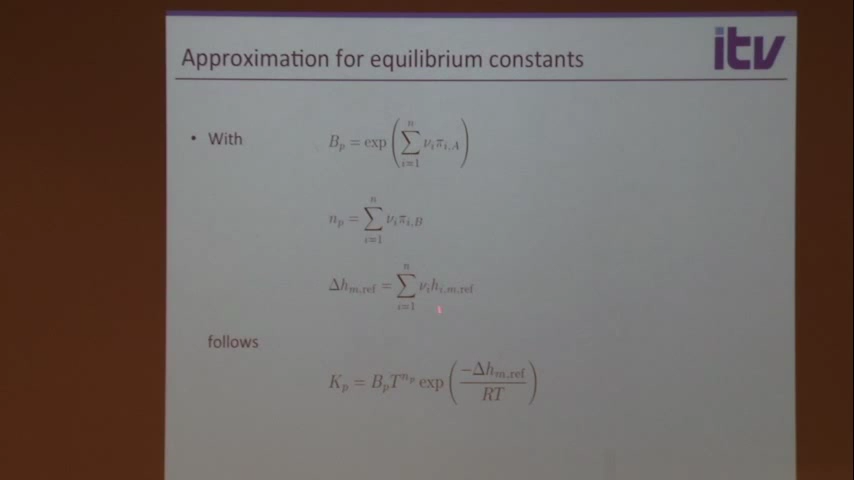 Approximation for equilibrium constants
itv
• With B_p = exp ( ∑_{i=1}^{n} ν_i π_{i,A} )
n_p = ∑_{i=1}^{n} ν_i π_{i,B}
Δh_{m,ref} = ∑_{i=1}^{n} ν_i h_{i,m,ref}
follows
K_p = B_p T^{n_p} exp ( −Δh_{m,ref} / RT )